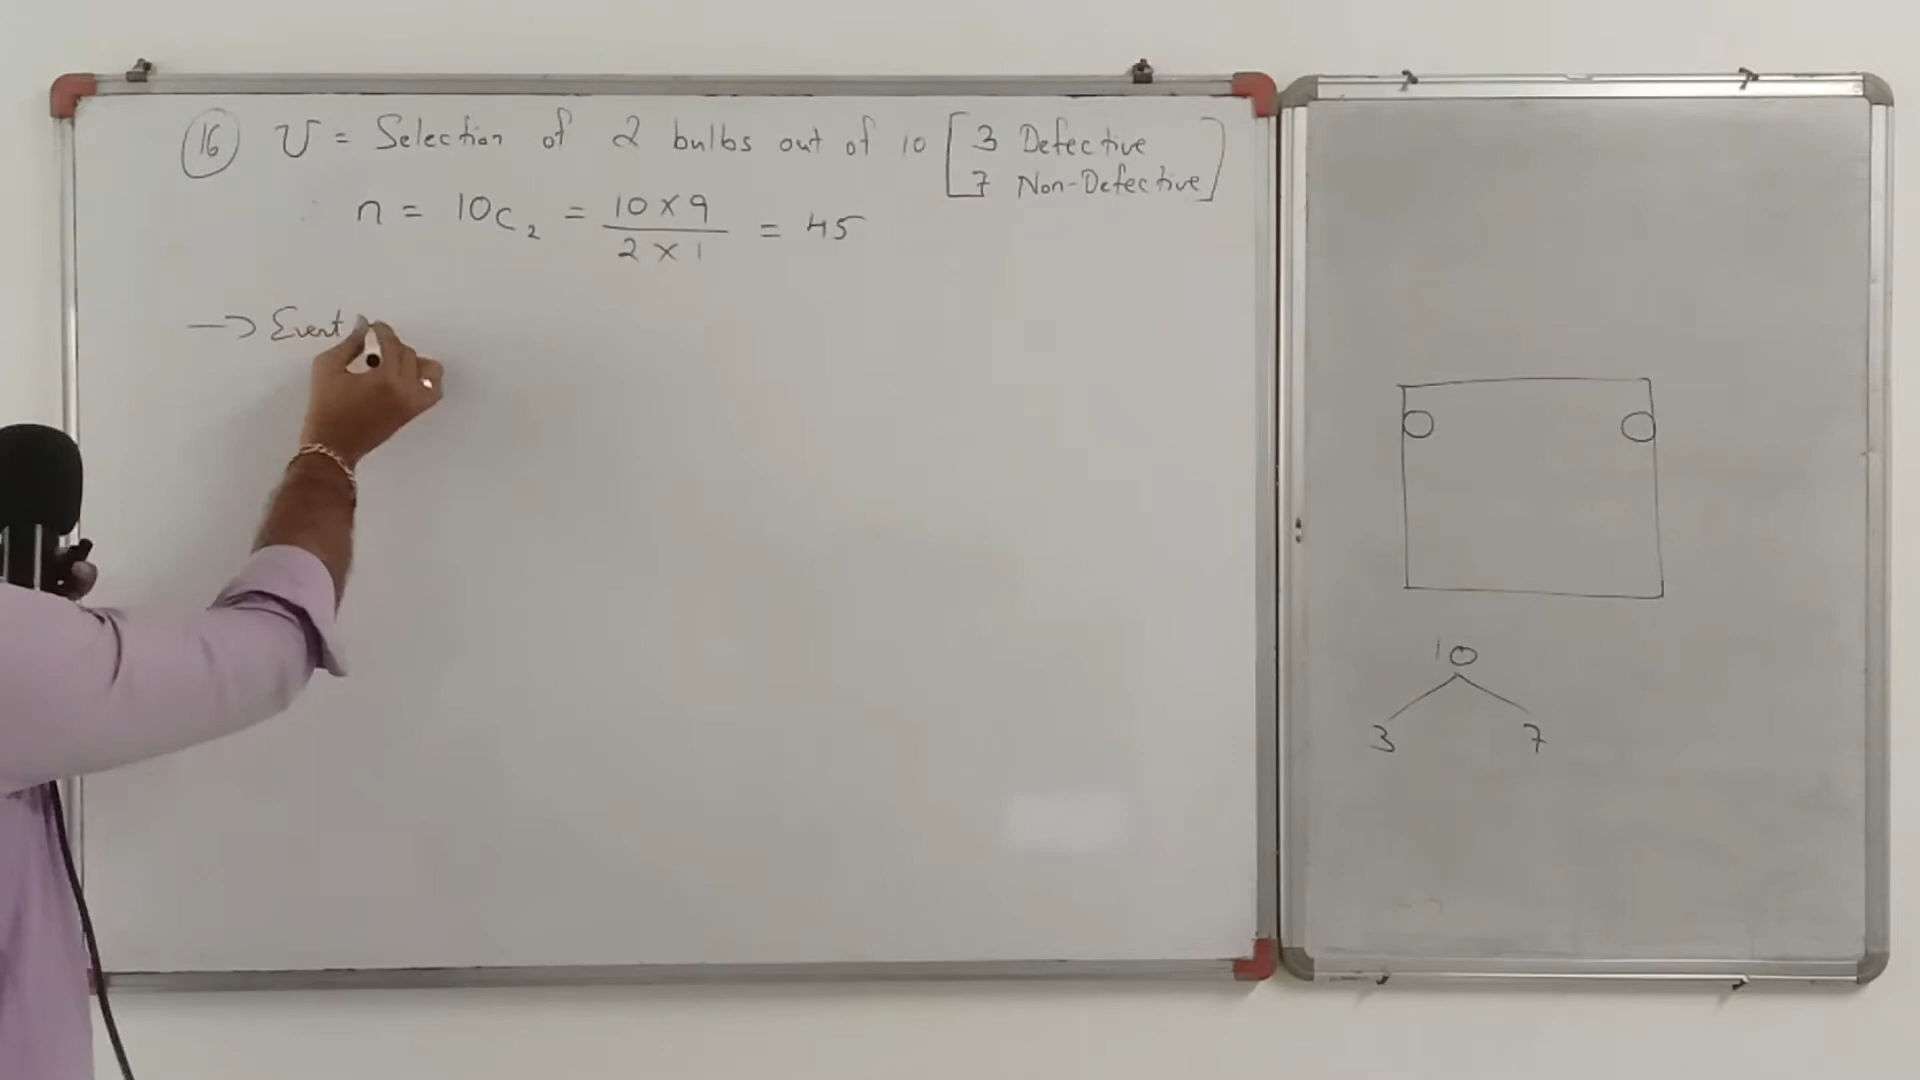 16 U = Selection of 2 bulbs out of 10 [3 Defective
7 Non-Defective]
n = 10C₂ = 10 × 9 / 2 × 1 = 45
→ Event
10
3 7